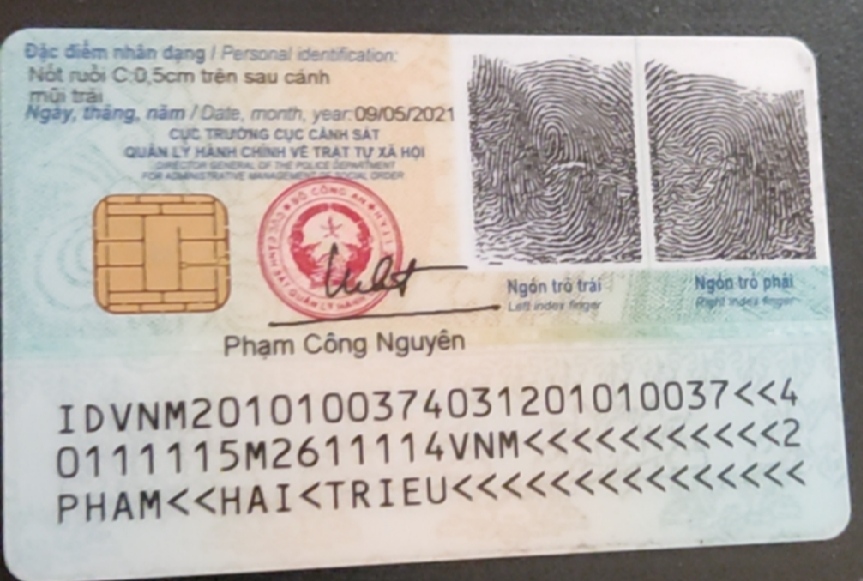 Đặc điểm nhân dạng / Personal identification:
Nốt ruồi C:0,5cm trên sau cánh
mũi trái
Ngày, tháng, năm / Date, month, year: 09/05/2021
CỤC TRƯỞNG CỤC CẢNH SÁT
QUẢN LÝ HÀNH CHÍNH VỀ TRẬT TỰ XÃ HỘI
DIRECTOR GENERAL OF THE POLICE DEPARTMENT
FOR ADMINISTRATIVE MANAGEMENT OF SOCIAL ORDER
BỘ CÔNG AN
Ngón trỏ trái
Left index finger
Ngón trỏ phải
Right index finger
Phạm Công Nguyên
IDVNM2010100374031201010037<<4
0111115M2611114VNM<<<<<<<<<<<2
PHAM<<HAI<TRIEU<<<<<<<<<<<<<<<